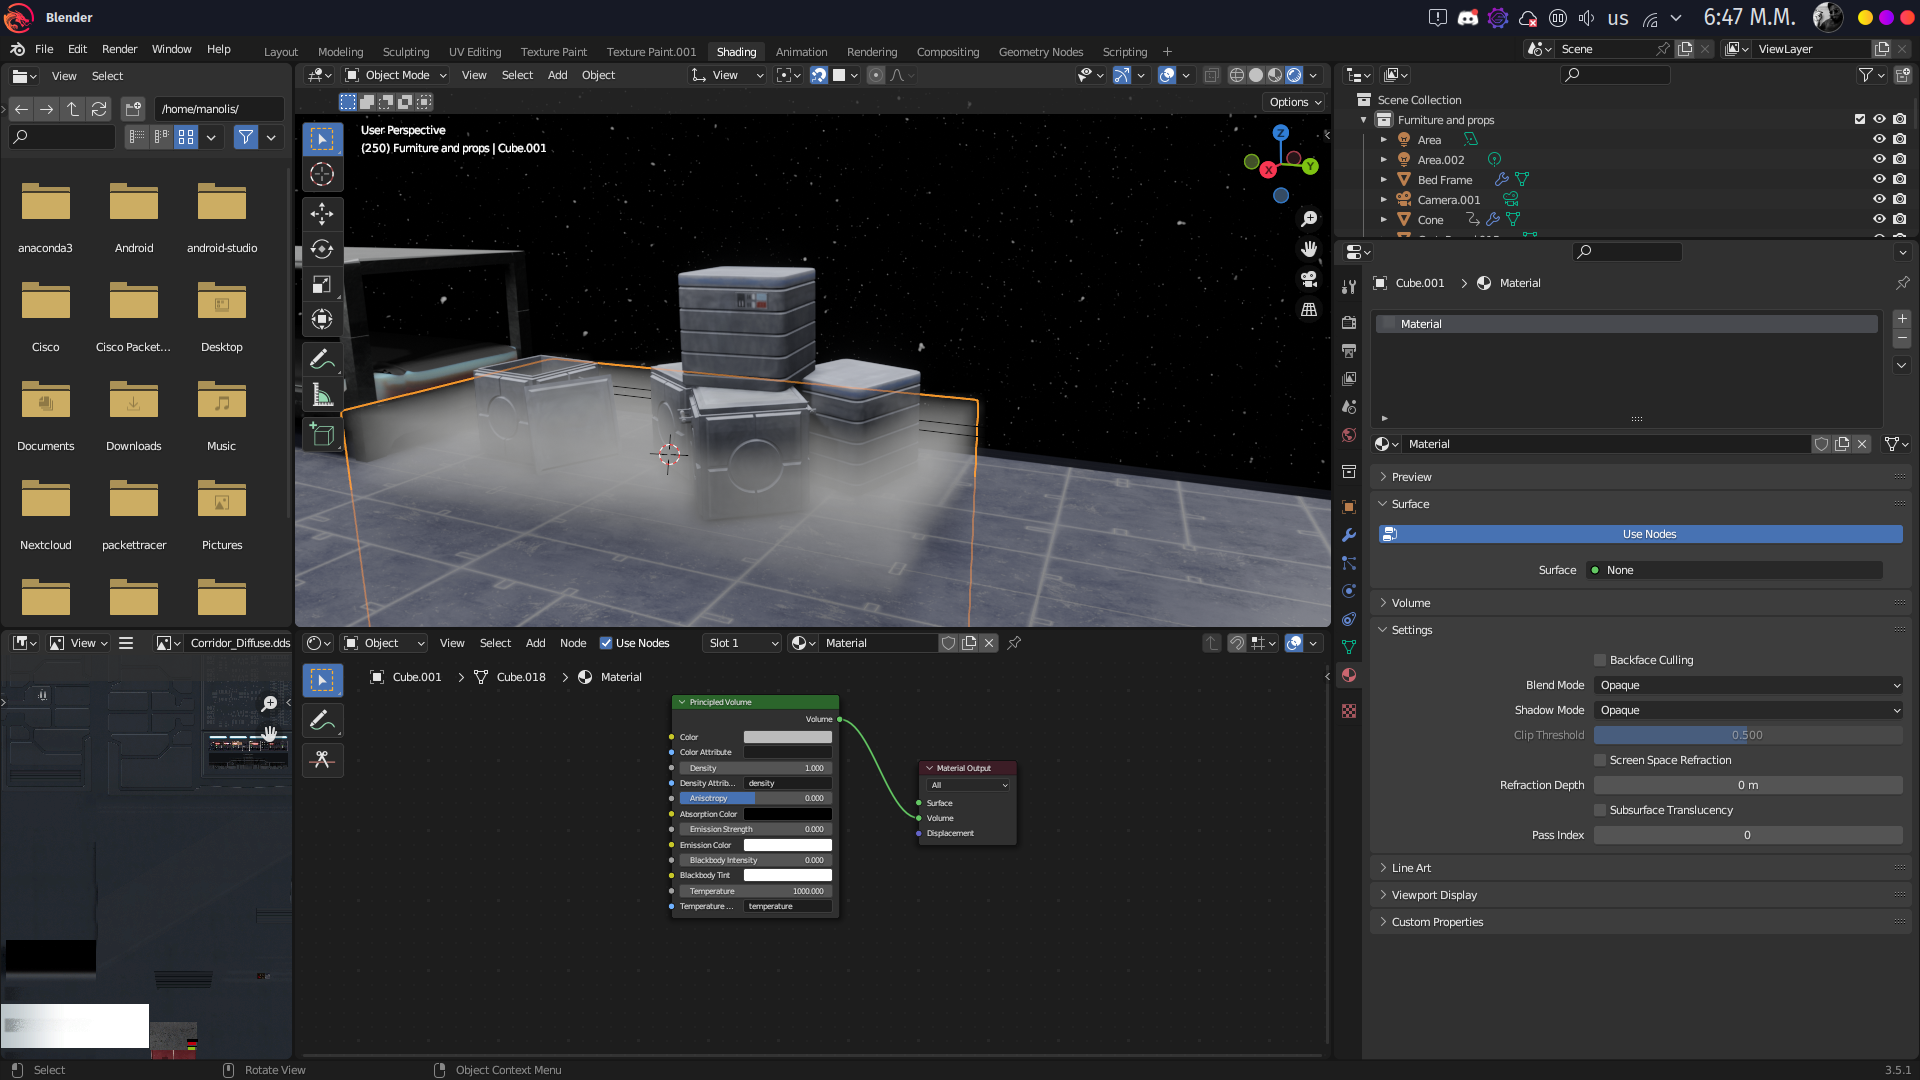 Blender
us
6:47 М.М.
File Edit Render Window Help
Layout Modeling Sculpting UV Editing Texture Paint Texture Paint.001 Shading Animation Rendering Compositing Geometry Nodes Scripting +
Scene
ViewLayer
View Select
/home/manolis/
anaconda3 Android android-studio
Cisco Cisco Packet... Desktop
Documents Downloads Music
Nextcloud packettracer Pictures
Object Mode View Select Add Object
View
Options
User Perspective
(250) Furniture and props | Cube.001
Z
Y
X
Scene Collection
Furniture and props
Area
Area.002
Bed Frame
Camera.001
Cone
Cube.001 > Material
Material
Material
Preview
Surface
Use Nodes
Surface None
Volume
Settings
Backface Culling
Blend Mode Opaque
Shadow Mode Opaque
Clip Threshold 0.500
Screen Space Refraction
Refraction Depth 0 m
Subsurface Translucency
Pass Index 0
Line Art
Viewport Display
Custom Properties
View
Corridor_Diffuse.dds
Object View Select Add Node Use Nodes Slot 1 Material
Cube.001 > Cube.018 > Material
Principled Volume
Volume
Color
Color Attribute
Density 1.000
Density Attrib... density
Anisotropy 0.000
Absorption Color
Emission Strength 0.000
Emission Color
Blackbody Intensity 0.000
Blackbody Tint
Temperature 1000.000
Temperature ... temperature
Material Output
All
Surface
Volume
Displacement
Select Rotate View Object Context Menu
3.5.1